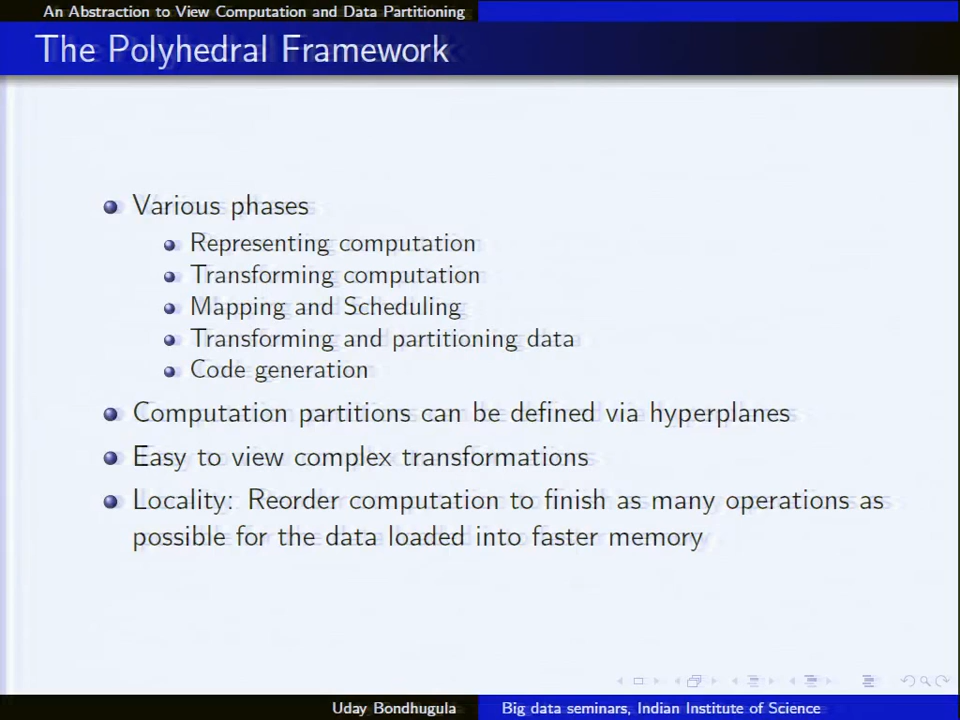 An Abstraction to View Computation and Data Partitioning
The Polyhedral Framework
Various phases
Representing computation
Transforming computation
Mapping and Scheduling
Transforming and partitioning data
Code generation
Computation partitions can be defined via hyperplanes
Easy to view complex transformations
Locality: Reorder computation to finish as many operations as
possible for the data loaded into faster memory
Uday Bondhugula
Big data seminars, Indian Institute of Science